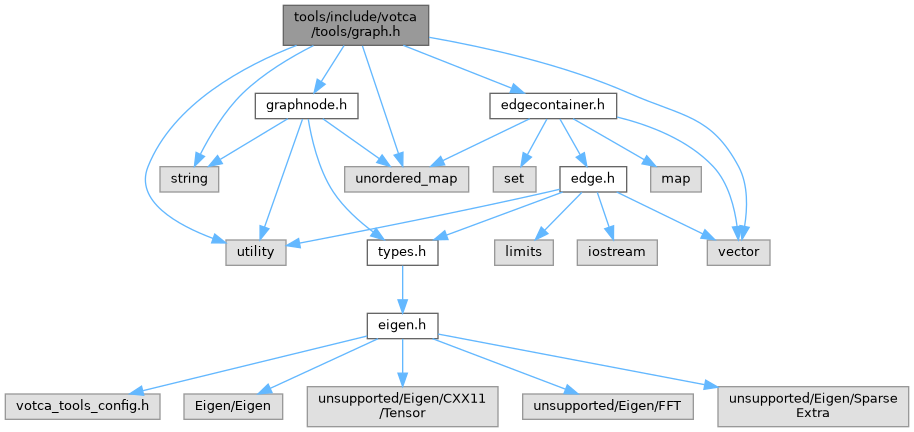 tools/include/votca
/tools/graph.h
graphnode.h
edgecontainer.h
string
unordered_map
set
edge.h
map
utility
types.h
limits
iostream
vector
eigen.h
votca_tools_config.h
Eigen/Eigen
unsupported/Eigen/CXX11
/Tensor
unsupported/Eigen/FFT
unsupported/Eigen/Sparse
Extra